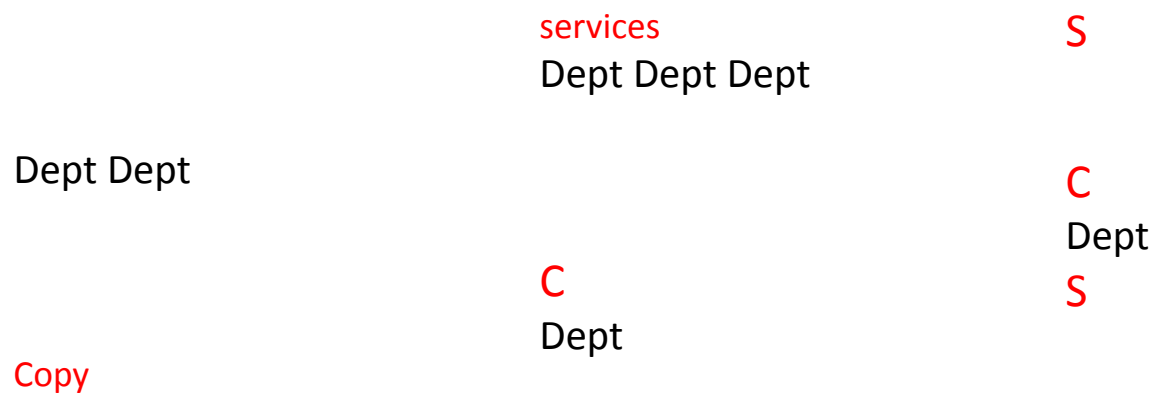 Dept Dept
Copy
services
Dept Dept Dept
C
Dept
S
C
Dept
S